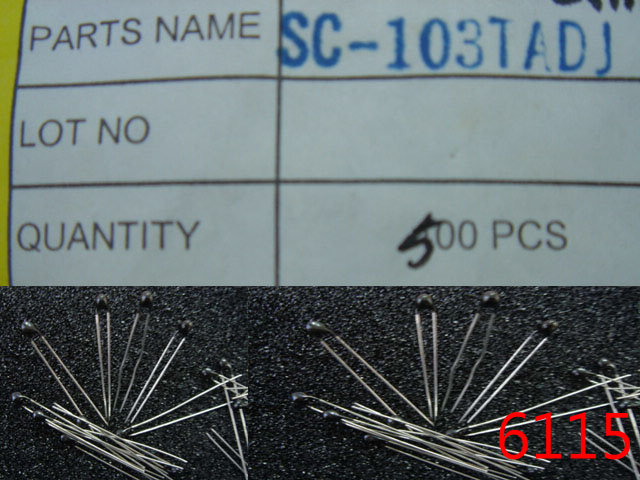 PARTS NAME SC-103TADJ
LOT NO
QUANTITY 500 PCS
6115